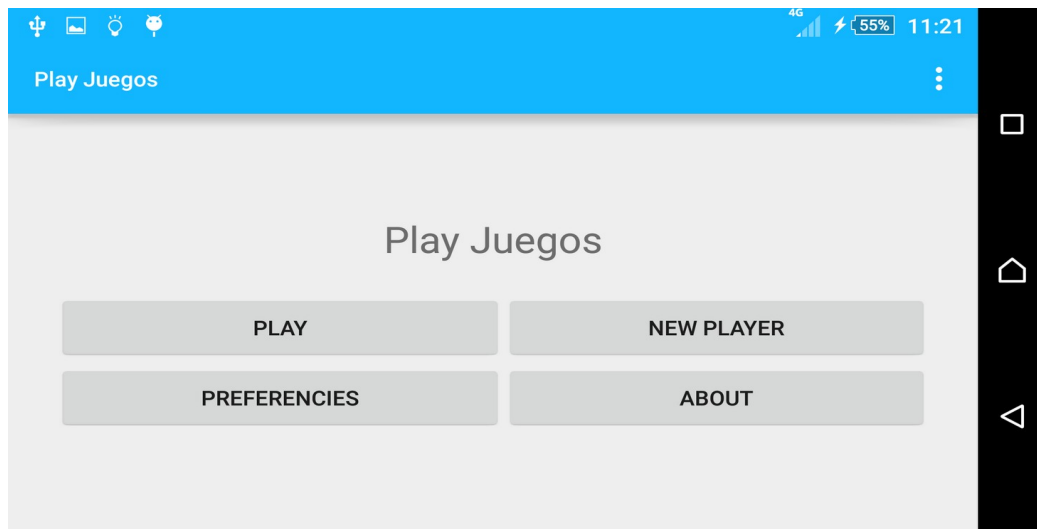 4G 55% 11:21
Play Juegos
Play Juegos
PLAY NEW PLAYER
PREFERENCIES ABOUT